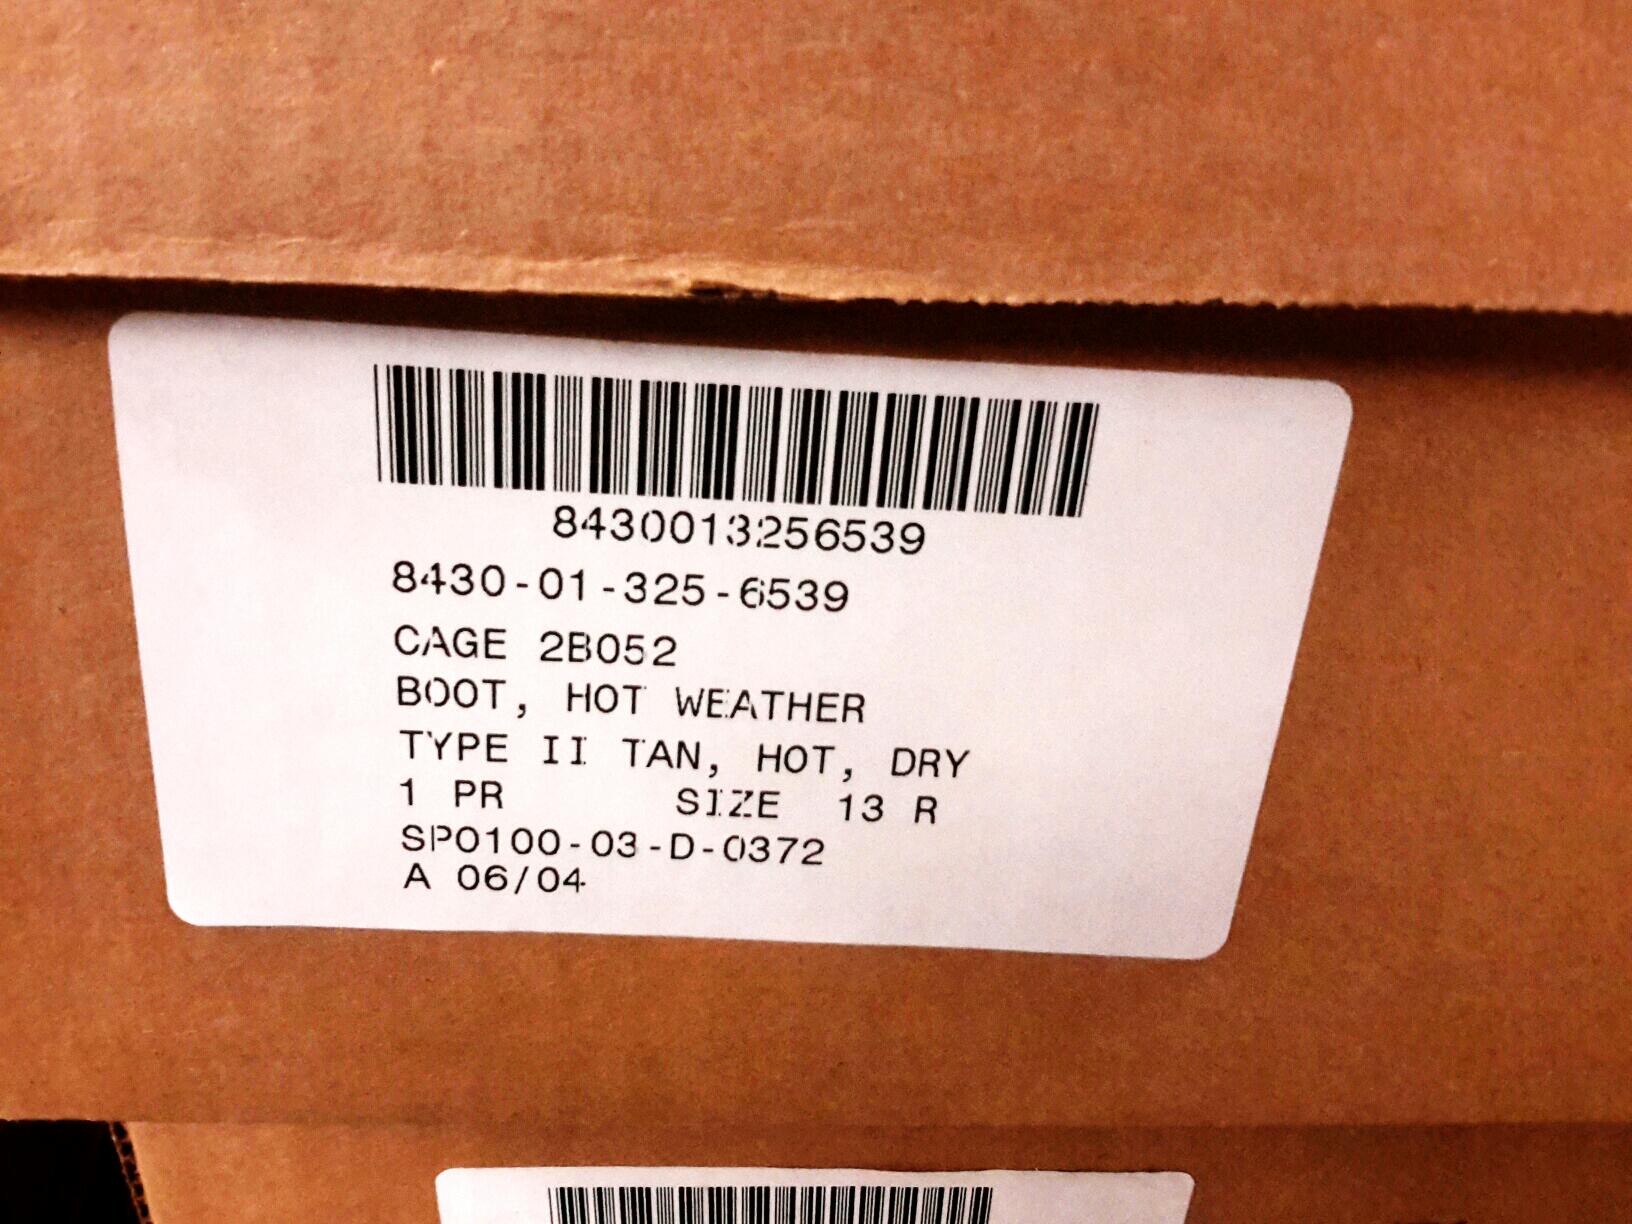 8430013256539
8430-01-325-6539
CAGE 2B052
BOOT, HOT WEATHER
TYPE II TAN, HOT, DRY
1 PR SIZE 13 R
SPO100-03-D-0372
A 06/04